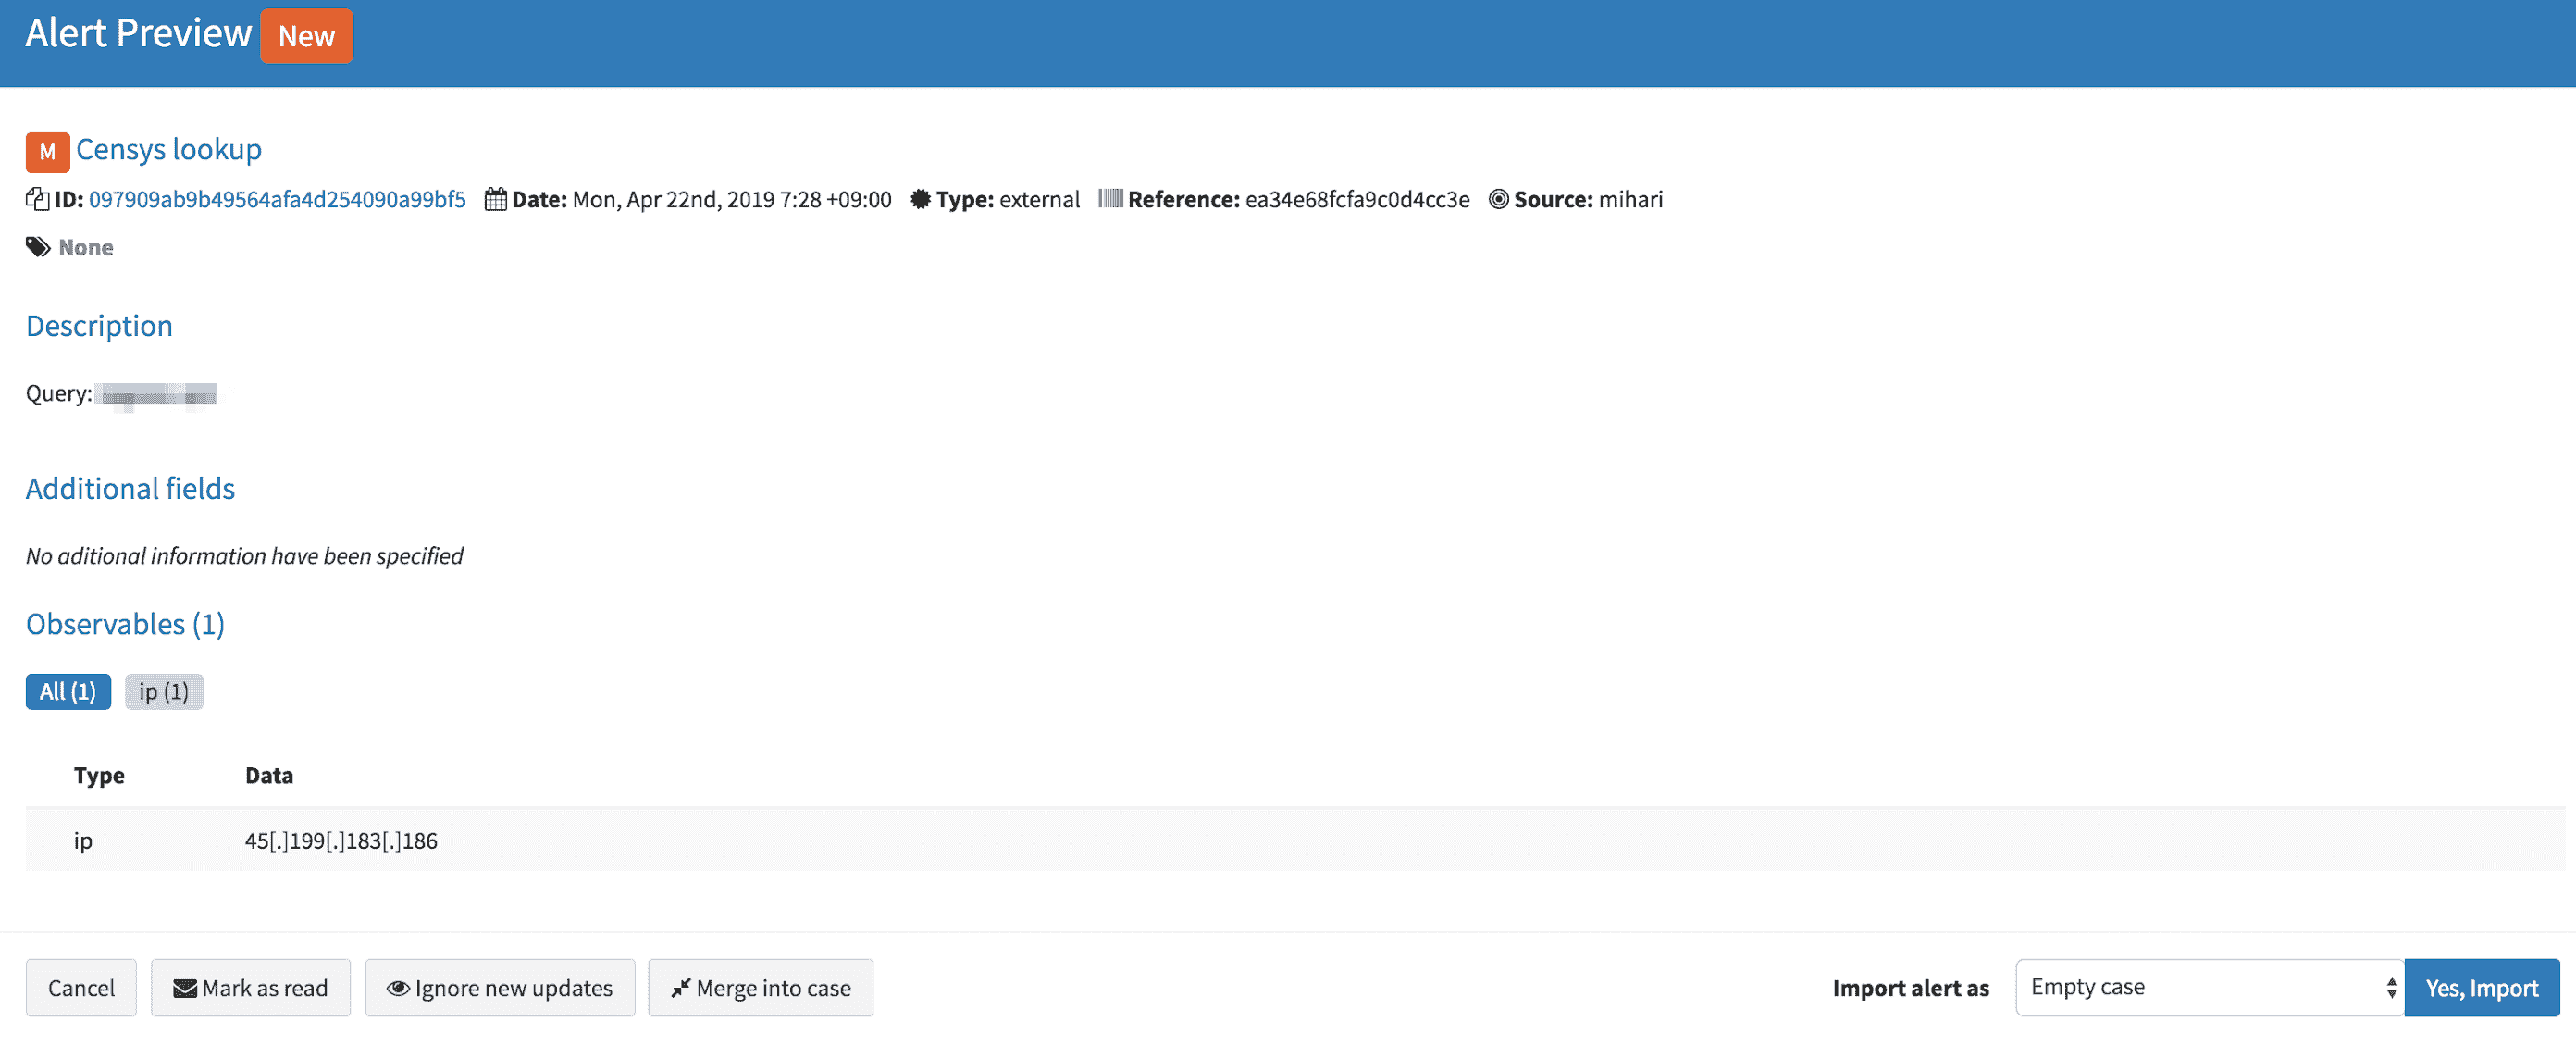 Alert Preview New
M Censys lookup
ID: 097909ab9b49564afa4d254090a99bf5 Date: Mon, Apr 22nd, 2019 7:28 +09:00 Type: external Reference: ea34e68fcfa9c0d4cc3e Source: mihari
None
Description
Query:
Additional fields
No aditional information have been specified
Observables (1)
All (1) ip (1)
Type Data
ip 45[.]199[.]183[.]186
Cancel Mark as read Ignore new updates Merge into case Import alert as Empty case Yes, Import